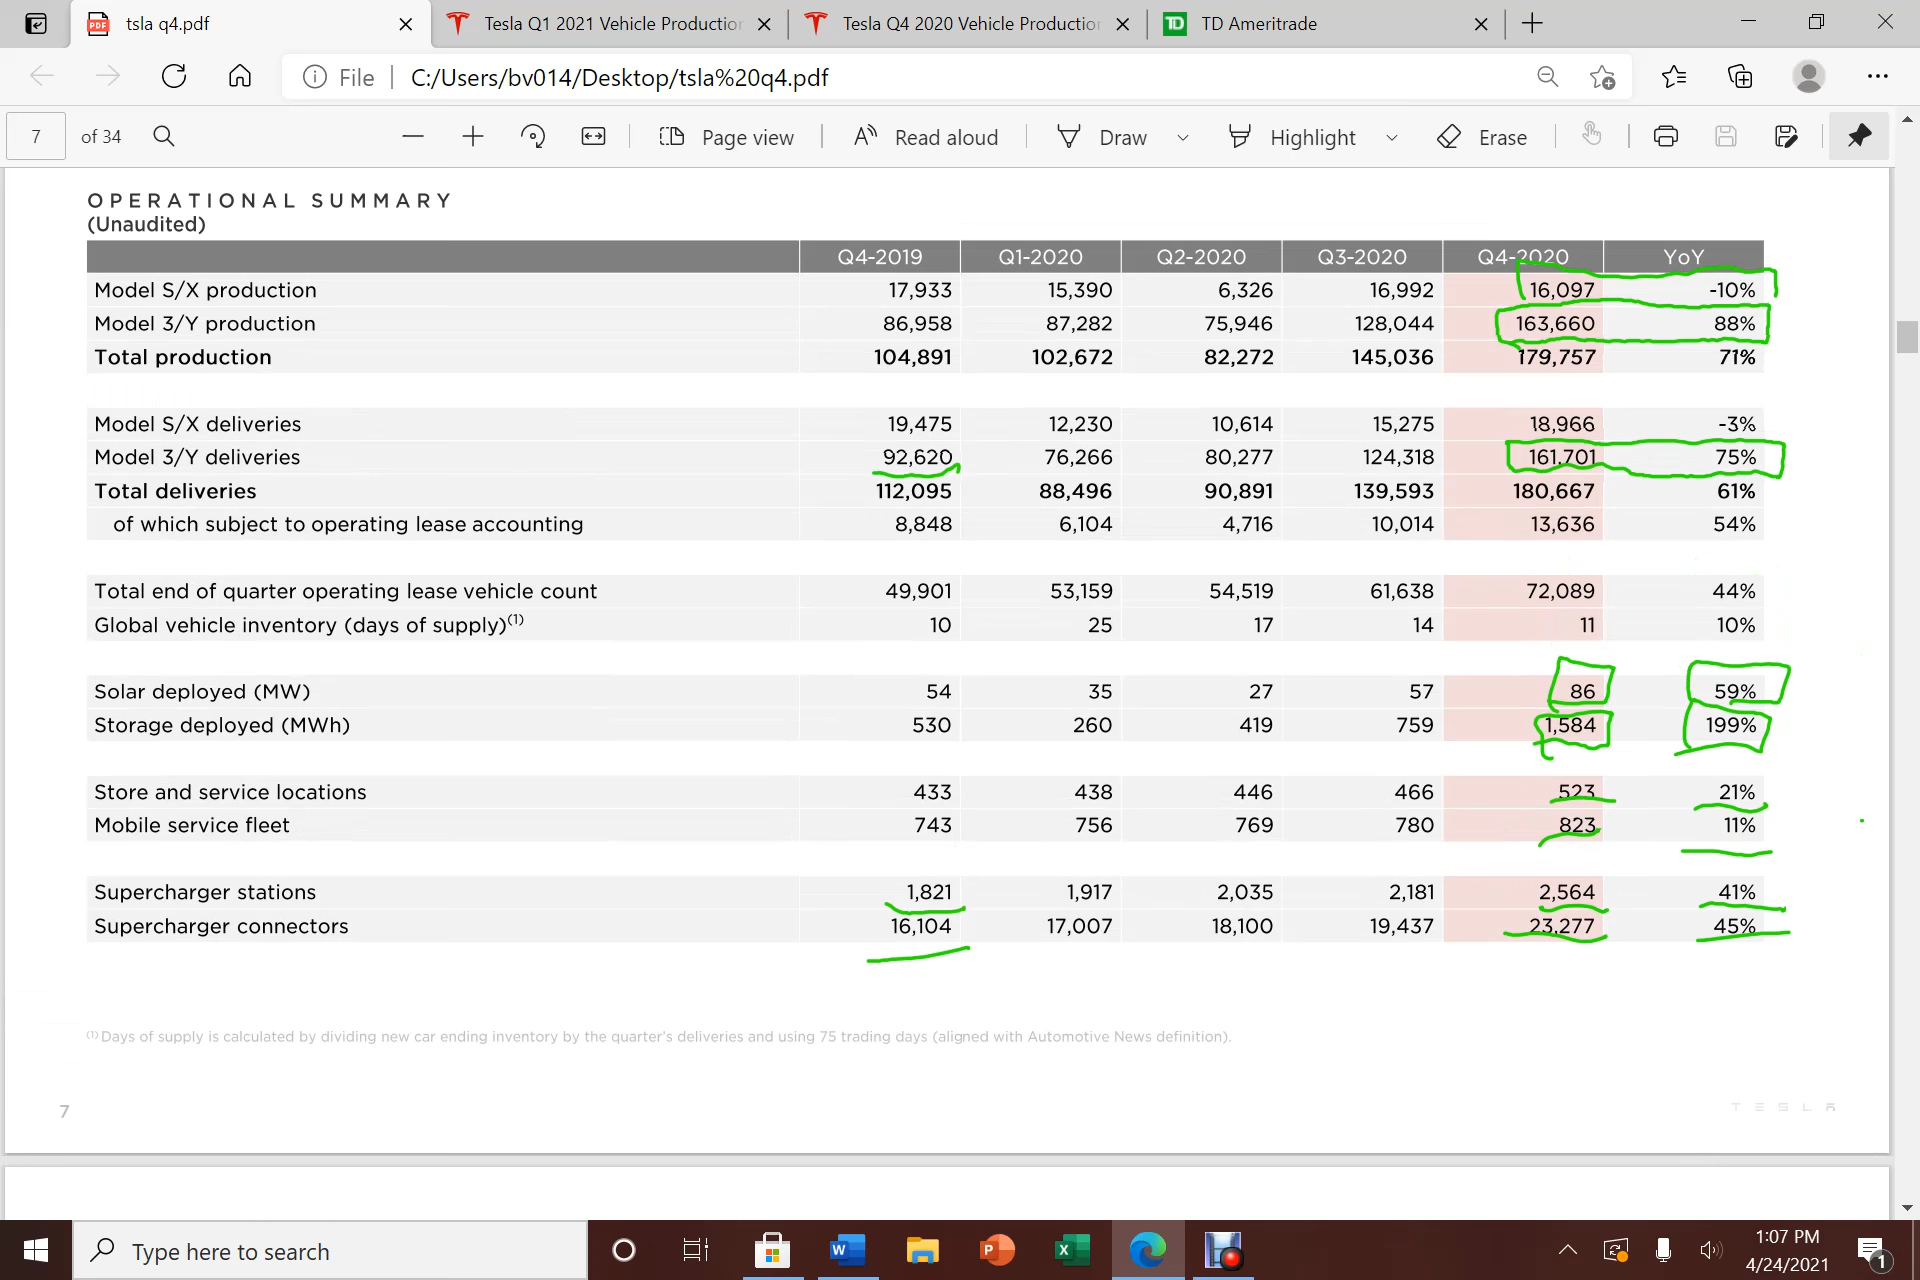 tsla q4.pdf
Tesla Q1 2021 Vehicle Production
Tesla Q4 2020 Vehicle Production
TD TD Ameritrade
File C:/Users/bv014/Desktop/tsla%20q4.pdf
7 of 34 Page view Read aloud Draw Highlight Erase
OPERATIONAL SUMMARY
(Unaudited)
Q4-2019 Q1-2020 Q2-2020 Q3-2020 Q4-2020 YoY
Model S/X production 17,933 15,390 6,326 16,992 16,097 -10%
Model 3/Y production 86,958 87,282 75,946 128,044 163,660 88%
Total production 104,891 102,672 82,272 145,036 179,757 71%
Model S/X deliveries 19,475 12,230 10,614 15,275 18,966 -3%
Model 3/Y deliveries 92,620 76,266 80,277 124,318 161,701 75%
Total deliveries 112,095 88,496 90,891 139,593 180,667 61%
of which subject to operating lease accounting 8,848 6,104 4,716 10,014 13,636 54%
Total end of quarter operating lease vehicle count 49,901 53,159 54,519 61,638 72,089 44%
Global vehicle inventory (days of supply)(1) 10 25 17 14 11 10%
Solar deployed (MW) 54 35 27 57 86 59%
Storage deployed (MWh) 530 260 419 759 1,584 199%
Store and service locations 433 438 446 466 523 21%
Mobile service fleet 743 756 769 780 823 11%
Supercharger stations 1,821 1,917 2,035 2,181 2,564 41%
Supercharger connectors 16,104 17,007 18,100 19,437 23,277 45%
(1) Days of supply is calculated by dividing new car ending inventory by the quarter's deliveries and using 75 trading days (aligned with Automotive News definition).
7
TESLA
Type here to search
1:07 PM
4/24/2021
1